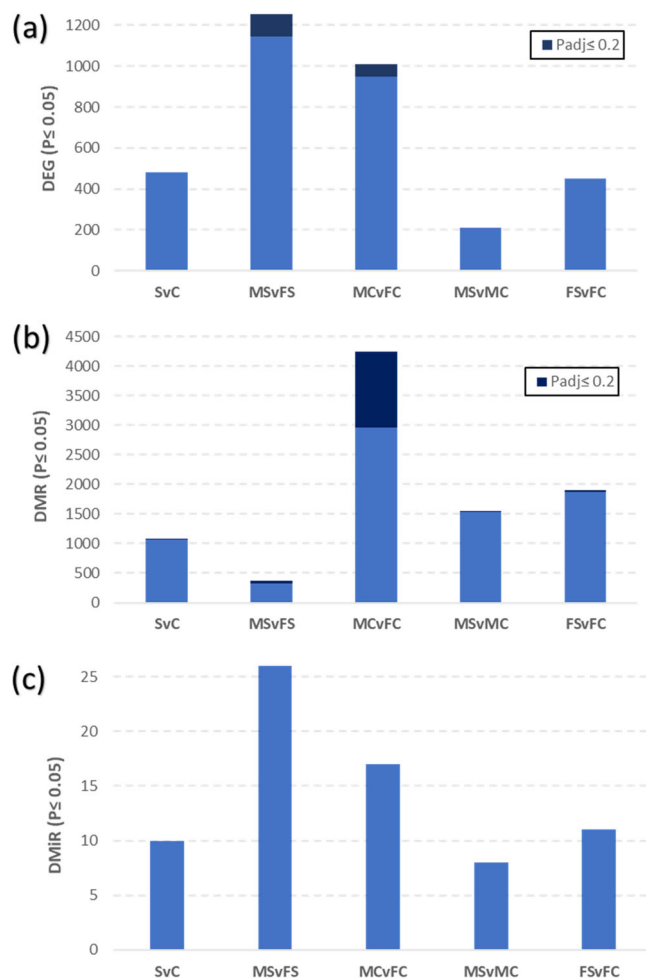 (a)
DEG (P≤ 0.05)
1200
1000
800
600
400
200
0
Padj≤ 0.2
SvC MSvFS MCvFC MSvMC FSvFC
(b)
DMR (P≤ 0.05)
4500
4000
3500
3000
2500
2000
1500
1000
500
0
Padj≤ 0.2
SvC MSvFS MCvFC MSvMC FSvFC
(c)
DMiR (P≤ 0.05)
25
20
15
10
5
0
SvC MSvFS MCvFC MSvMC FSvFC